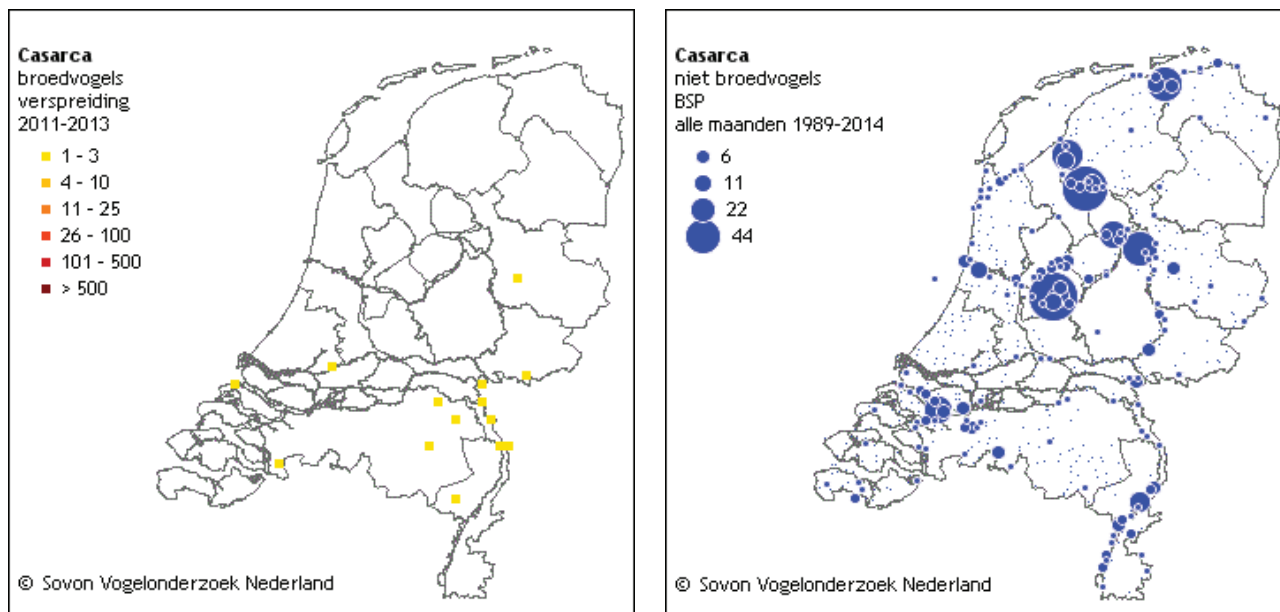 Casarca
broedvogels
verspreiding
2011-2013
1 - 3
4 - 10
11 - 25
26 - 100
101 - 500
> 500
© Sovon Vogelonderzoek Nederland
Casarca
niet broedvogels
BSP
alle maanden 1989-2014
6
11
22
44
© Sovon Vogelonderzoek Nederland